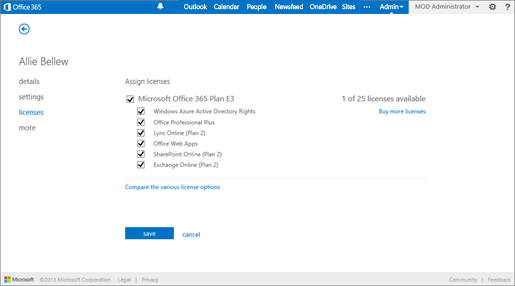 Office 365
Outlook Calendar People Newsfeed OneDrive Sites ... Admin MOD Administrator ?
Allie Bellew
details
settings
licenses
more
Assign licenses
Microsoft Office 365 Plan E3
1 of 25 licenses available
Windows Azure Active Directory Rights
Buy more licenses
Office Professional Plus
Lync Online (Plan 2)
Office Web Apps
SharePoint Online (Plan 2)
Exchange Online (Plan 2)
Compare the various license options
save cancel
Microsoft ©2013 Microsoft Corporation Legal | Privacy Community | Feedback